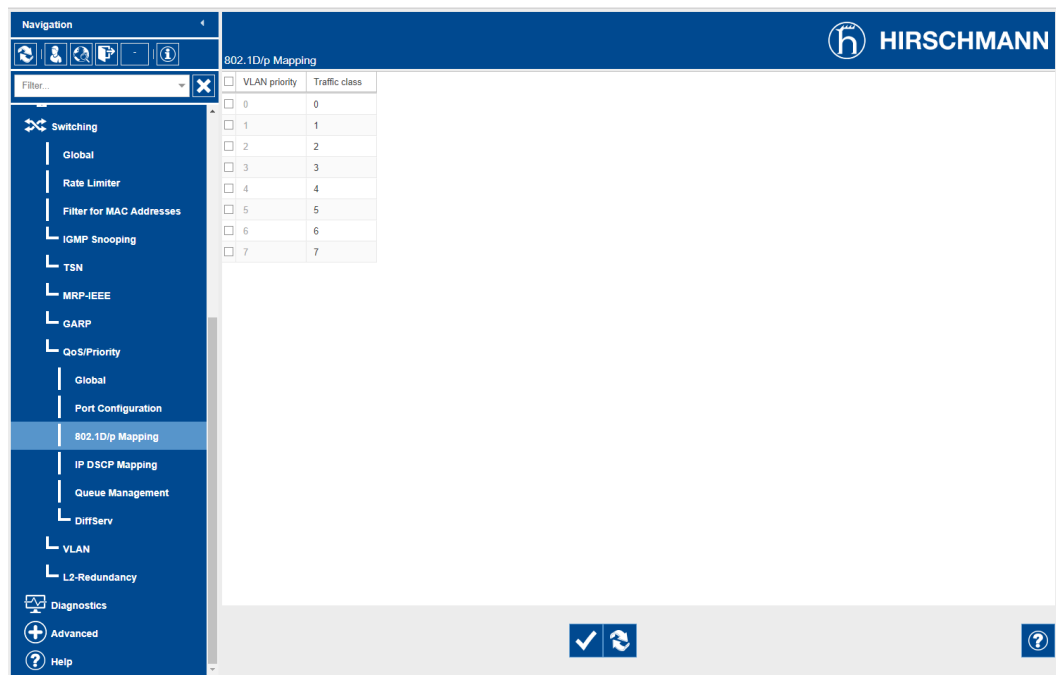 Navigation
HIRSCHMANN
802.1D/p Mapping
Filter...
VLAN priority Traffic class
0 0
1 1
2 2
3 3
4 4
5 5
6 6
7 7
Switching
Global
Rate Limiter
Filter for MAC Addresses
IGMP Snooping
TSN
MRP-IEEE
GARP
QoS/Priority
Global
Port Configuration
802.1D/p Mapping
IP DSCP Mapping
Queue Management
DiffServ
VLAN
L2-Redundancy
Diagnostics
Advanced
Help